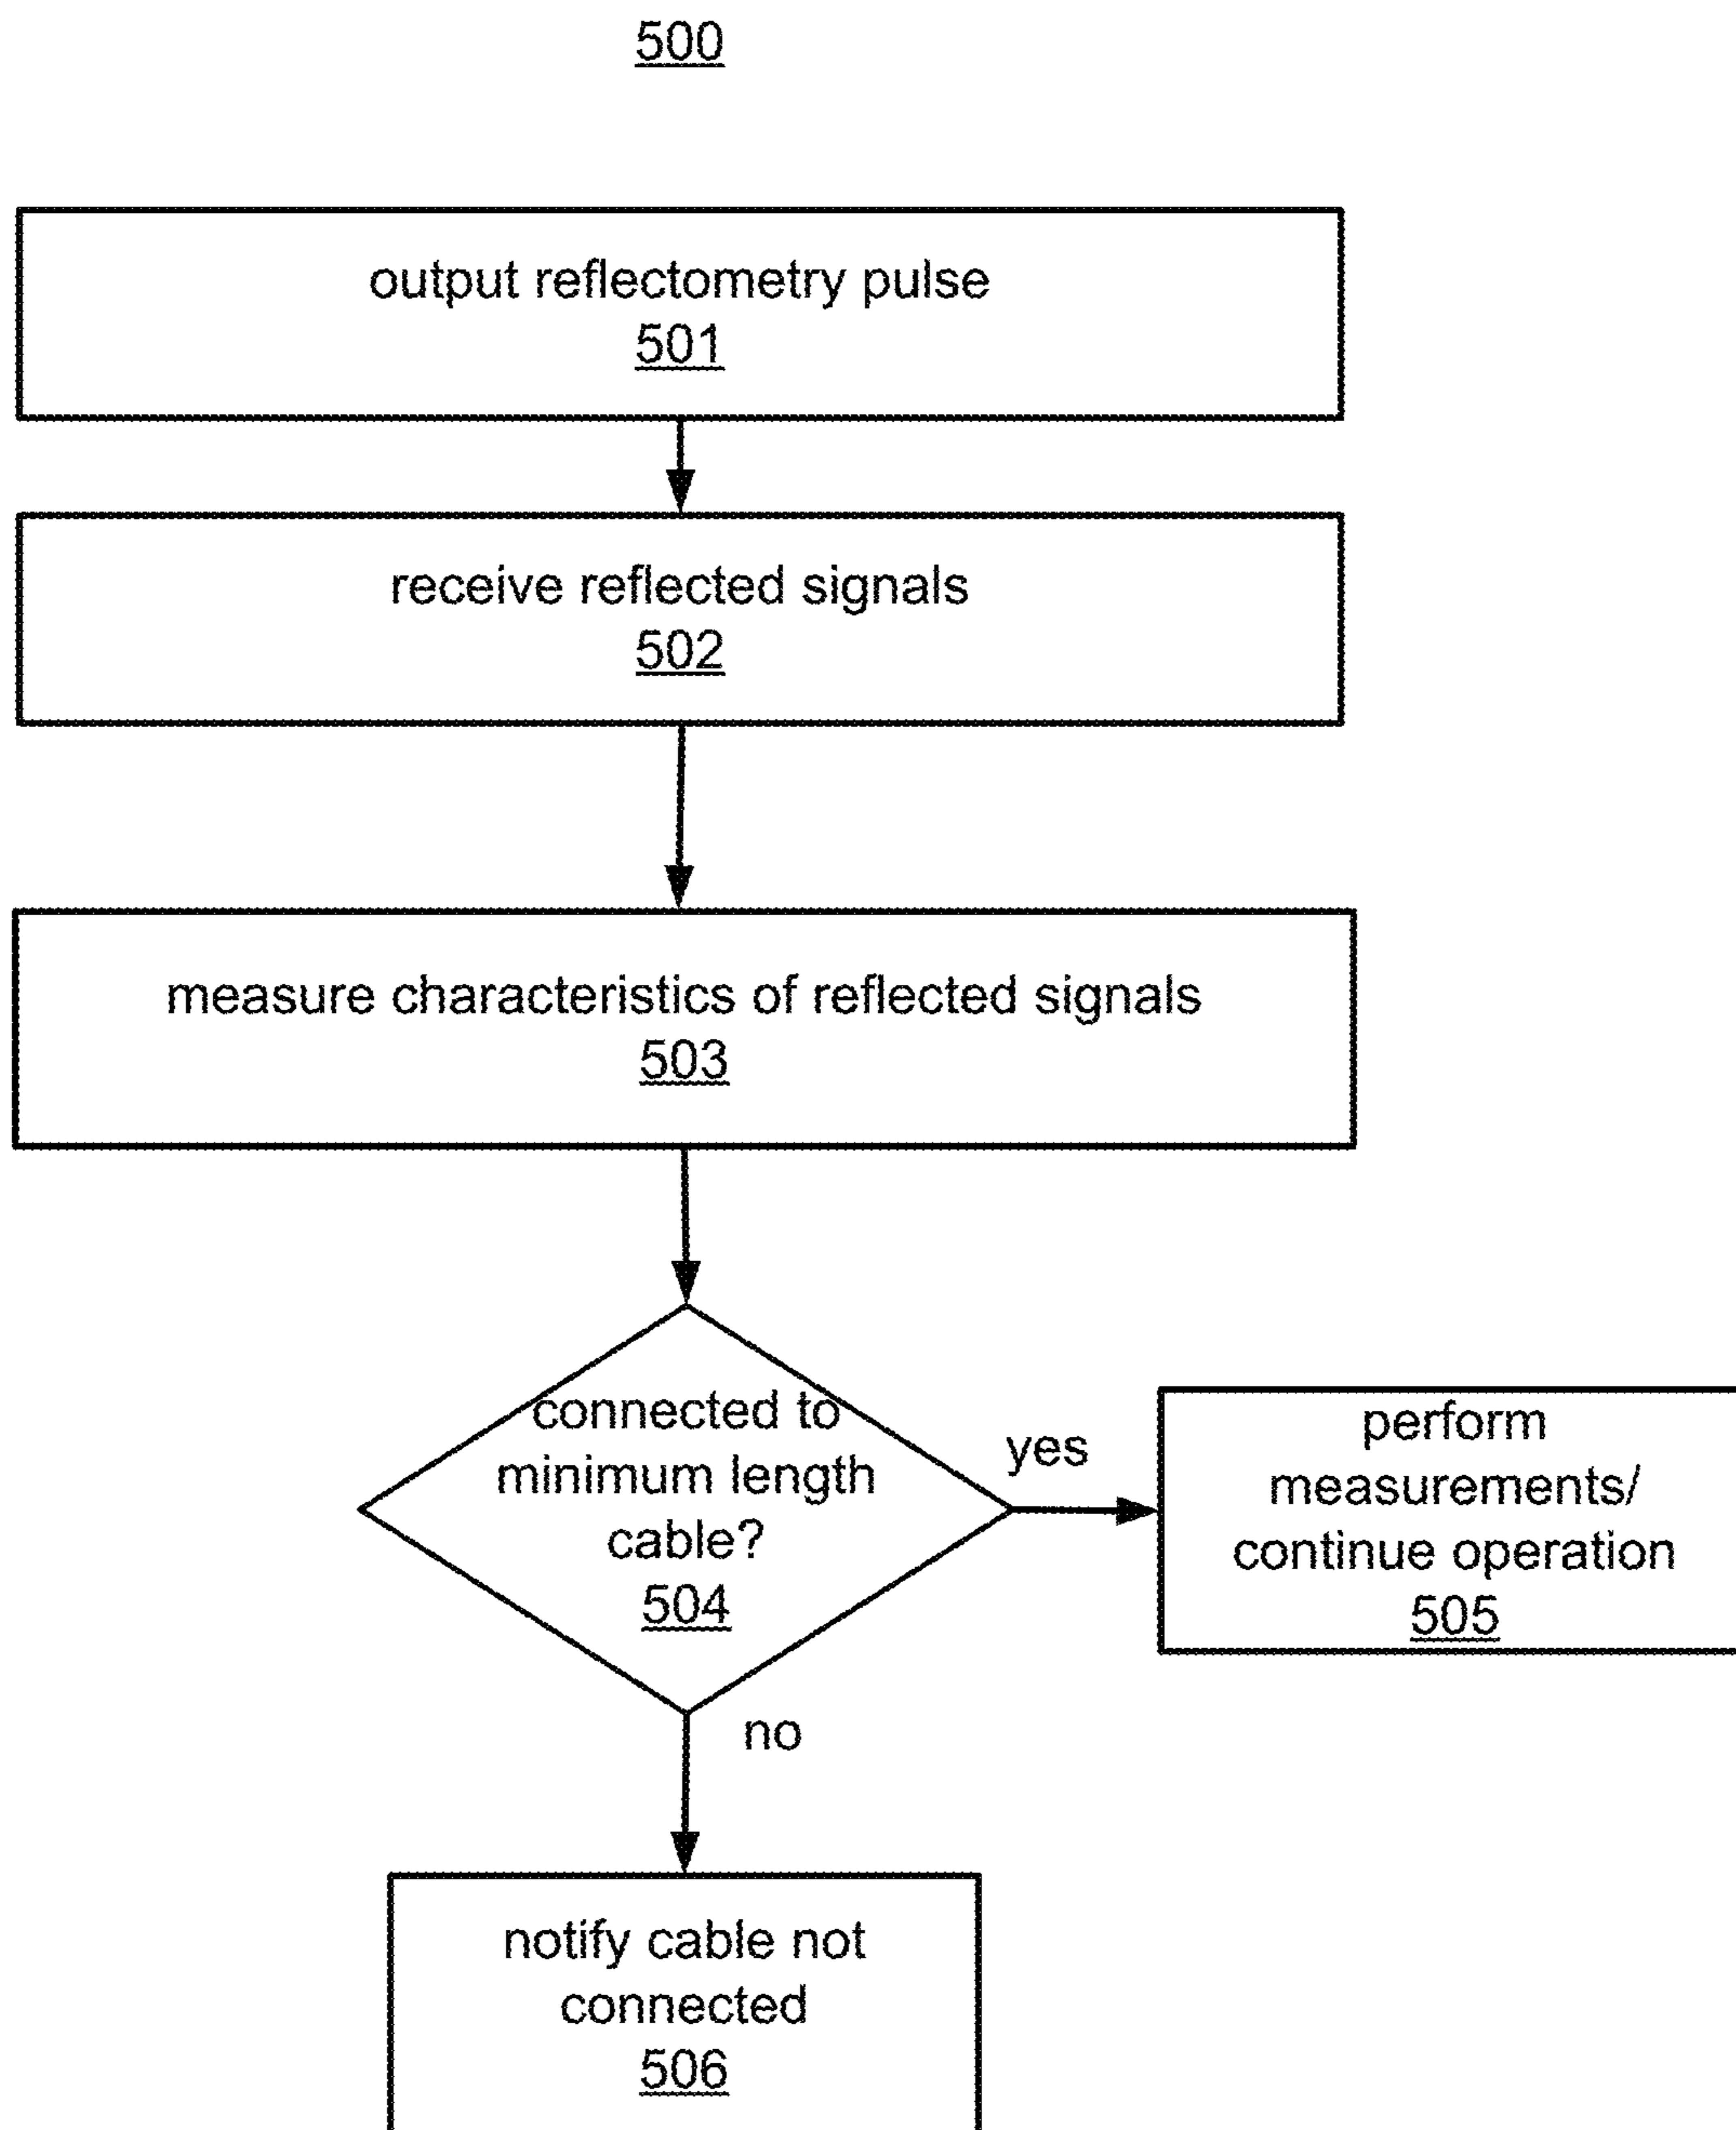 500
output reflectometry pulse
501
receive reflected signals
502
measure characteristics of reflected signals
503
connected to
minimum length
cable?
504
yes
perform
measurements/
continue operation
505
no
notify cable not
connected
506